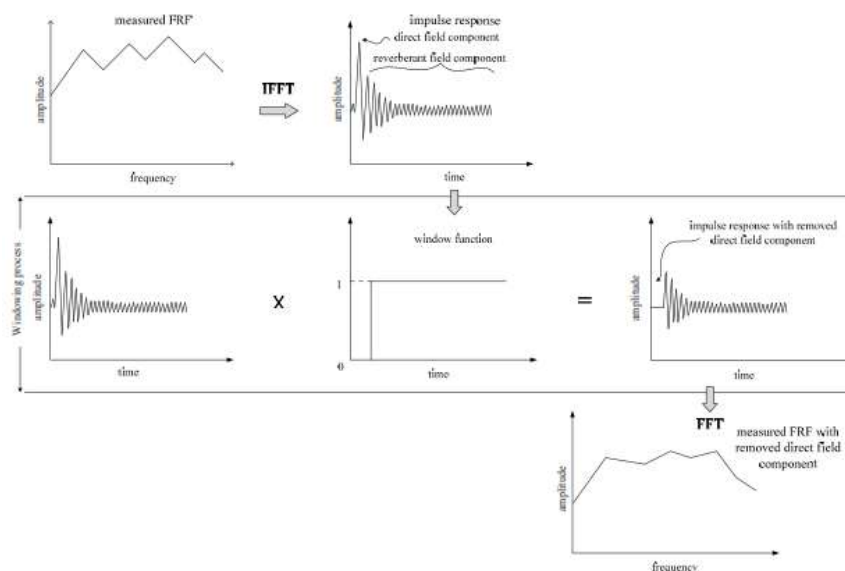 measured FRF
amplitude
frequency
IFFT
impulse response
direct field component
reverberant field component
amplitude
time
Windowing process
amplitude
time
X
window function
1
0
time
=
impulse response with removed
direct field component
amplitude
time
FFT
measured FRF with
removed direct field
component
amplitude
frequency